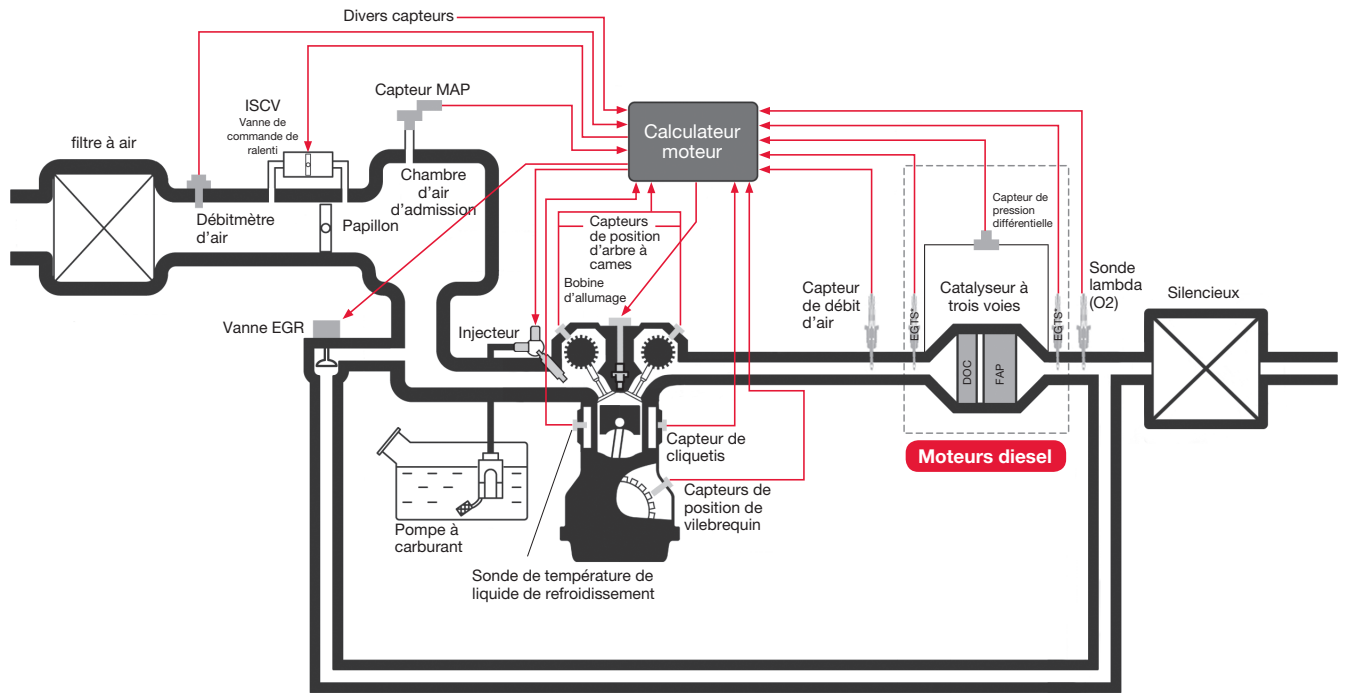 Divers capteurs
ISCV
Vanne de
commande de
ralenti
Capteur MAP
filtre à air
Calculateur
moteur
Chambre
d'air
d'admission
Débitmètre
d'air
Papillon
Capteurs
de position
d'arbre à
cames
Bobine
d'allumage
Capteur de
pression
différentielle
Vanne EGR
Injecteur
Capteur
de débit
d'air
EGTS*
Catalyseur à
trois voies
EGTS*
Sonde
lambda
(O2)
Silencieux
DOC
FAP
Moteurs diesel
Capteur de
cliquetis
Capteurs de
position de
vilebrequin
Pompe à
carburant
Sonde de température de
liquide de refroidissement